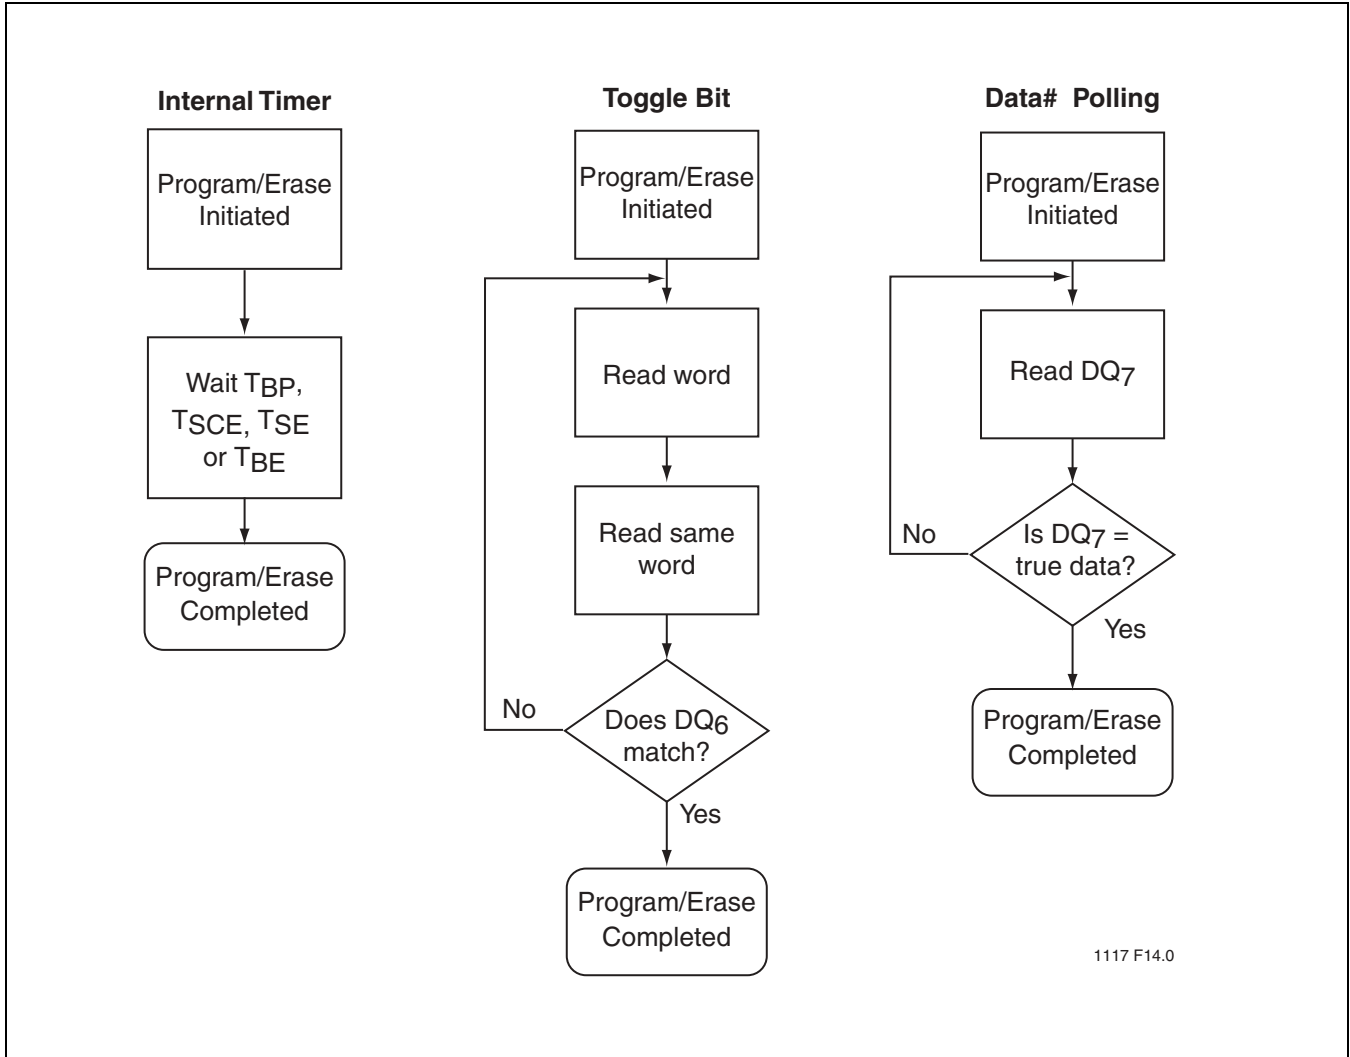 Internal Timer
Program/Erase
Initiated
Wait TBP,
TSCE, TSE
or TBE
Program/Erase
Completed
Toggle Bit
Program/Erase
Initiated
Read word
Read same
word
Does DQ6
match?
No
Yes
Program/Erase
Completed
Data# Polling
Program/Erase
Initiated
Read DQ7
Is DQ7 =
true data?
No
Yes
Program/Erase
Completed
1117 F14.0